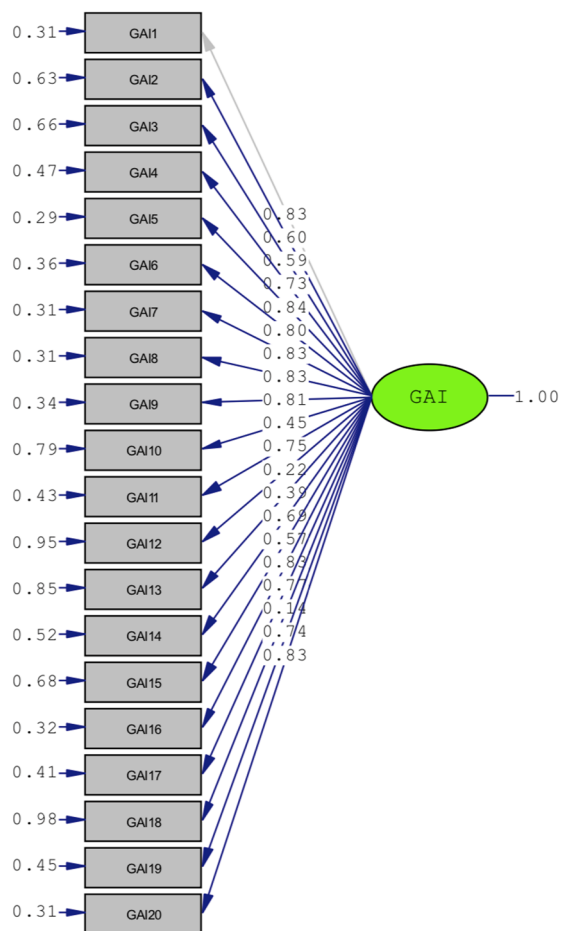 0.31 GAI1
0.63 GAI2
0.66 GAI3
0.47 GAI4
0.29 GAI5
0.36 GAI6
0.31 GAI7
0.31 GAI8
0.34 GAI9
0.79 GAI10
0.43 GAI11
0.95 GAI12
0.85 GAI13
0.52 GAI14
0.68 GAI15
0.32 GAI16
0.41 GAI17
0.98 GAI18
0.45 GAI19
0.31 GAI20
0.83
0.60
0.59
0.73
0.84
0.80
0.83
0.83
0.81
0.45
0.75
0.22
0.39
0.69
0.57
0.83
0.77
0.14
0.74
0.83
GAI 1.00